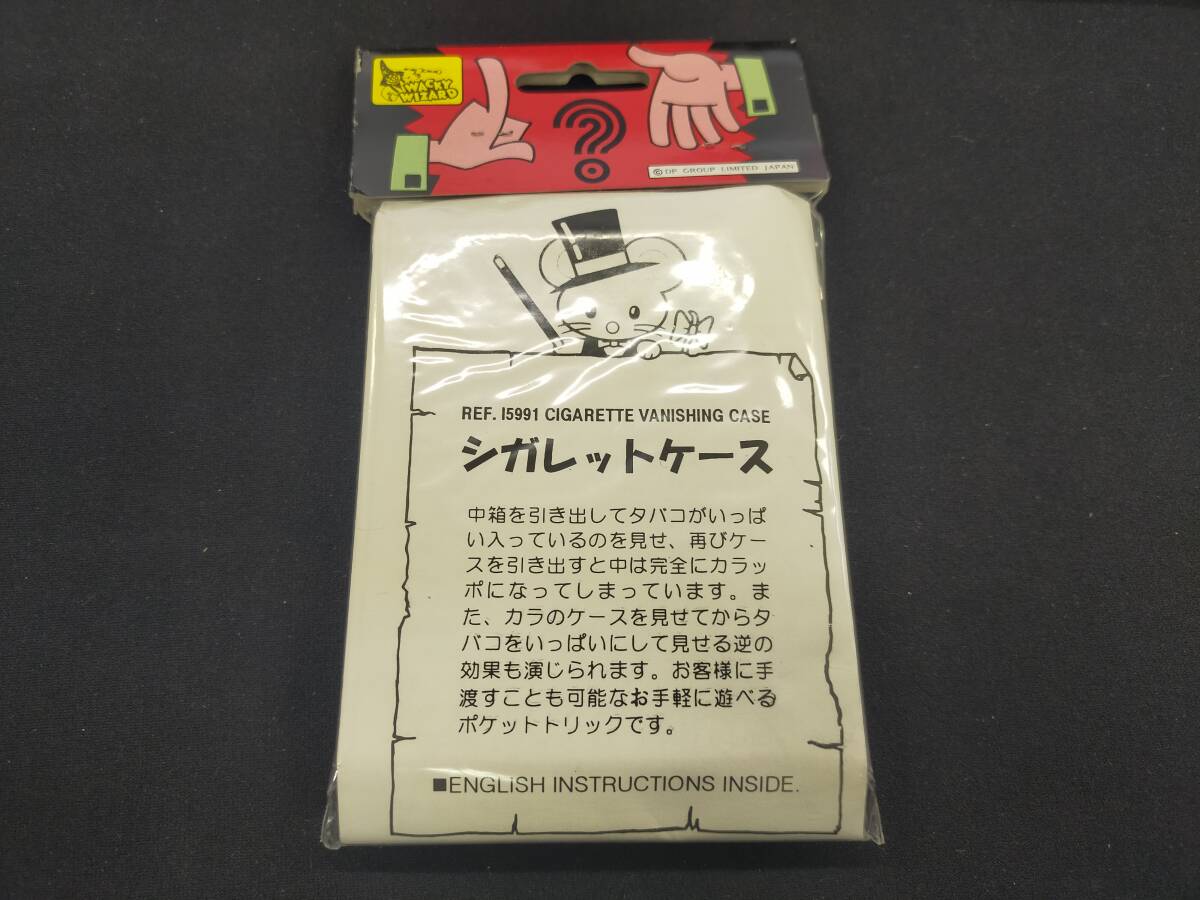 WACKY
WIZARD
?
© DP GROUP LIMITED JAPAN
REF. I5991 CIGARETTE VANISHING CASE
シガレットケース
中箱を引き出してタバコがいっぱ
い入っているのを見せ、再びケー
スを引き出すと中は完全にカラッ
ポになってしまっています。ま
た、カラのケースを見せてからタ
バコをいっぱいにして見せる逆の
効果も演じられます。お客様に手
渡すことも可能なお手軽に遊べる
ポケットトリックです。
■ENGLISH INSTRUCTIONS INSIDE.